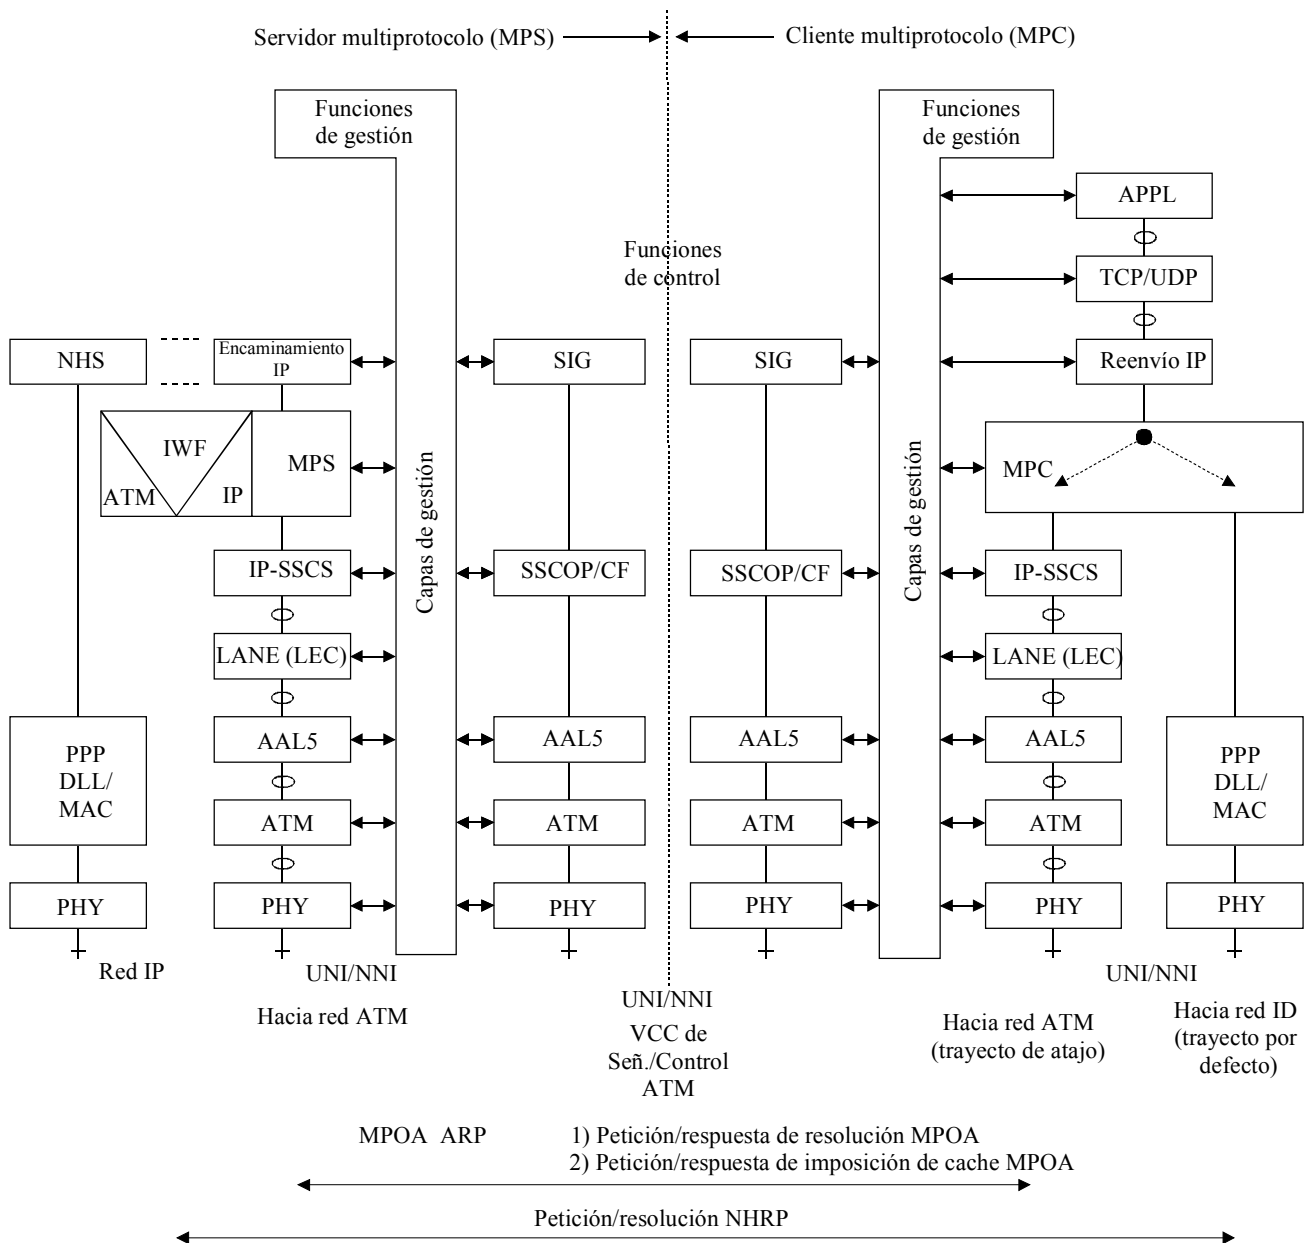 Servidor multiprotocolo (MPS)
Cliente multiprotocolo (MPC)
Funciones
de gestión
Funciones
de gestión
APPL
Funciones
de control
TCP/UDP
NHS
Encaminamiento
IP
SIG
SIG
Reenvío IP
IWF
ATM
IP
MPS
Capas de gestión
Capas de gestión
MPC
IP-SSCS
SSCOP/CF
SSCOP/CF
IP-SSCS
LANE (LEC)
LANE (LEC)
PPP
DLL/
MAC
AAL5
AAL5
AAL5
AAL5
PPP
DLL/
MAC
ATM
ATM
ATM
ATM
PHY
PHY
PHY
PHY
PHY
PHY
Red IP
UNI/NNI
Hacia red ATM
UNI/NNI
VCC de
Señ./Control
ATM
UNI/NNI
Hacia red ATM
(trayecto de atajo)
Hacia red ID
(trayecto por
defecto)
MPOA ARP
1) Petición/respuesta de resolución MPOA
2) Petición/respuesta de imposición de cache MPOA
Petición/resolución NHRP